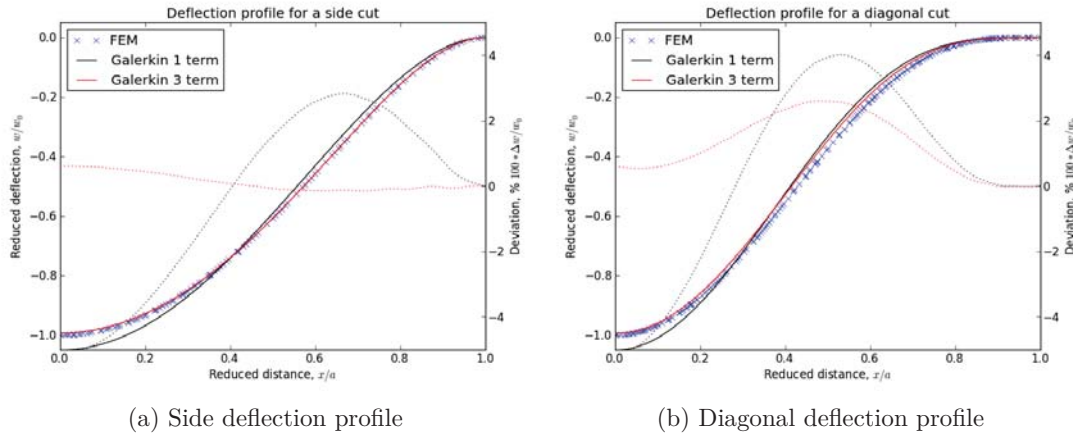 Deflection profile for a side cut
FEM
Galerkin 1 term
Galerkin 3 term
0.0
−0.2
−0.4
−0.6
−0.8
−1.0
Reduced deflection, w/w₀
4
2
0
−2
−4
Deviation, % 100 * Δw/w₀
0.0 0.2 0.4 0.6 0.8 1.0
Reduced distance, x/a
(a) Side deflection profile
Deflection profile for a diagonal cut
FEM
Galerkin 1 term
Galerkin 3 term
0.0
−0.2
−0.4
−0.6
−0.8
−1.0
Reduced deflection, w/w₀
4
2
0
−2
−4
Deviation, % 100 * Δw/w₀
0.0 0.2 0.4 0.6 0.8 1.0
Reduced distance, x/a
(b) Diagonal deflection profile